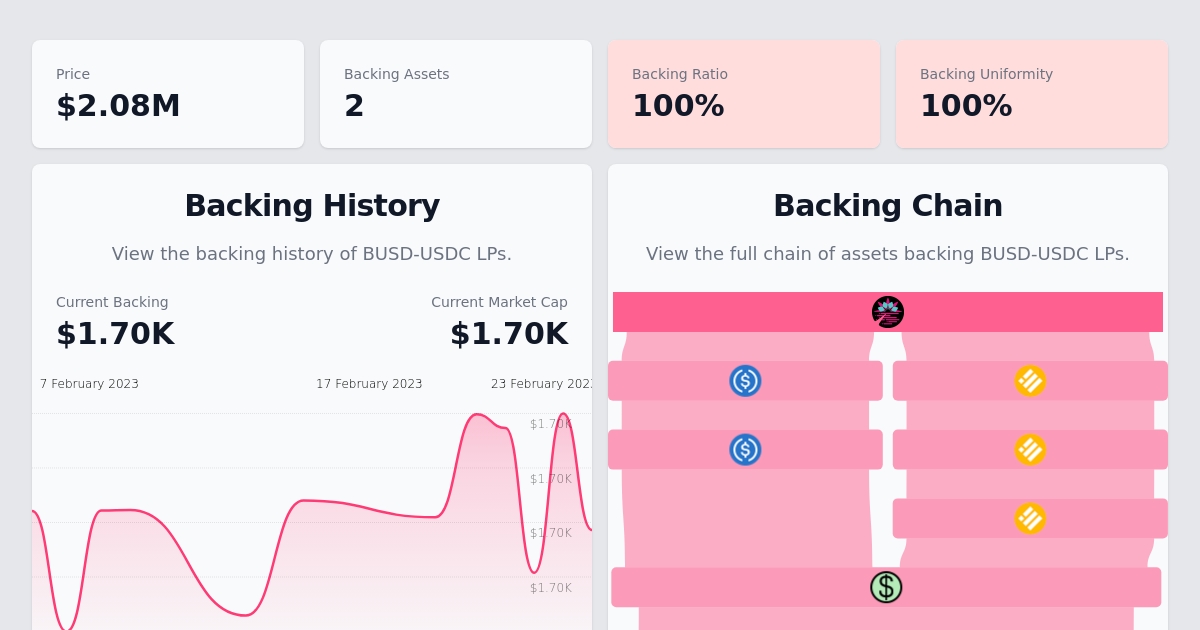 Price
$2.08M
Backing Assets
2
Backing Ratio
100%
Backing Uniformity
100%
Backing History
View the backing history of BUSD-USDC LPs.
Current Backing
$1.70K
Current Market Cap
$1.70K
7 February 2023
17 February 2023
23 February 2023
$1.70K
$1.70K
$1.70K
$1.70K
Backing Chain
View the full chain of assets backing BUSD-USDC LPs.